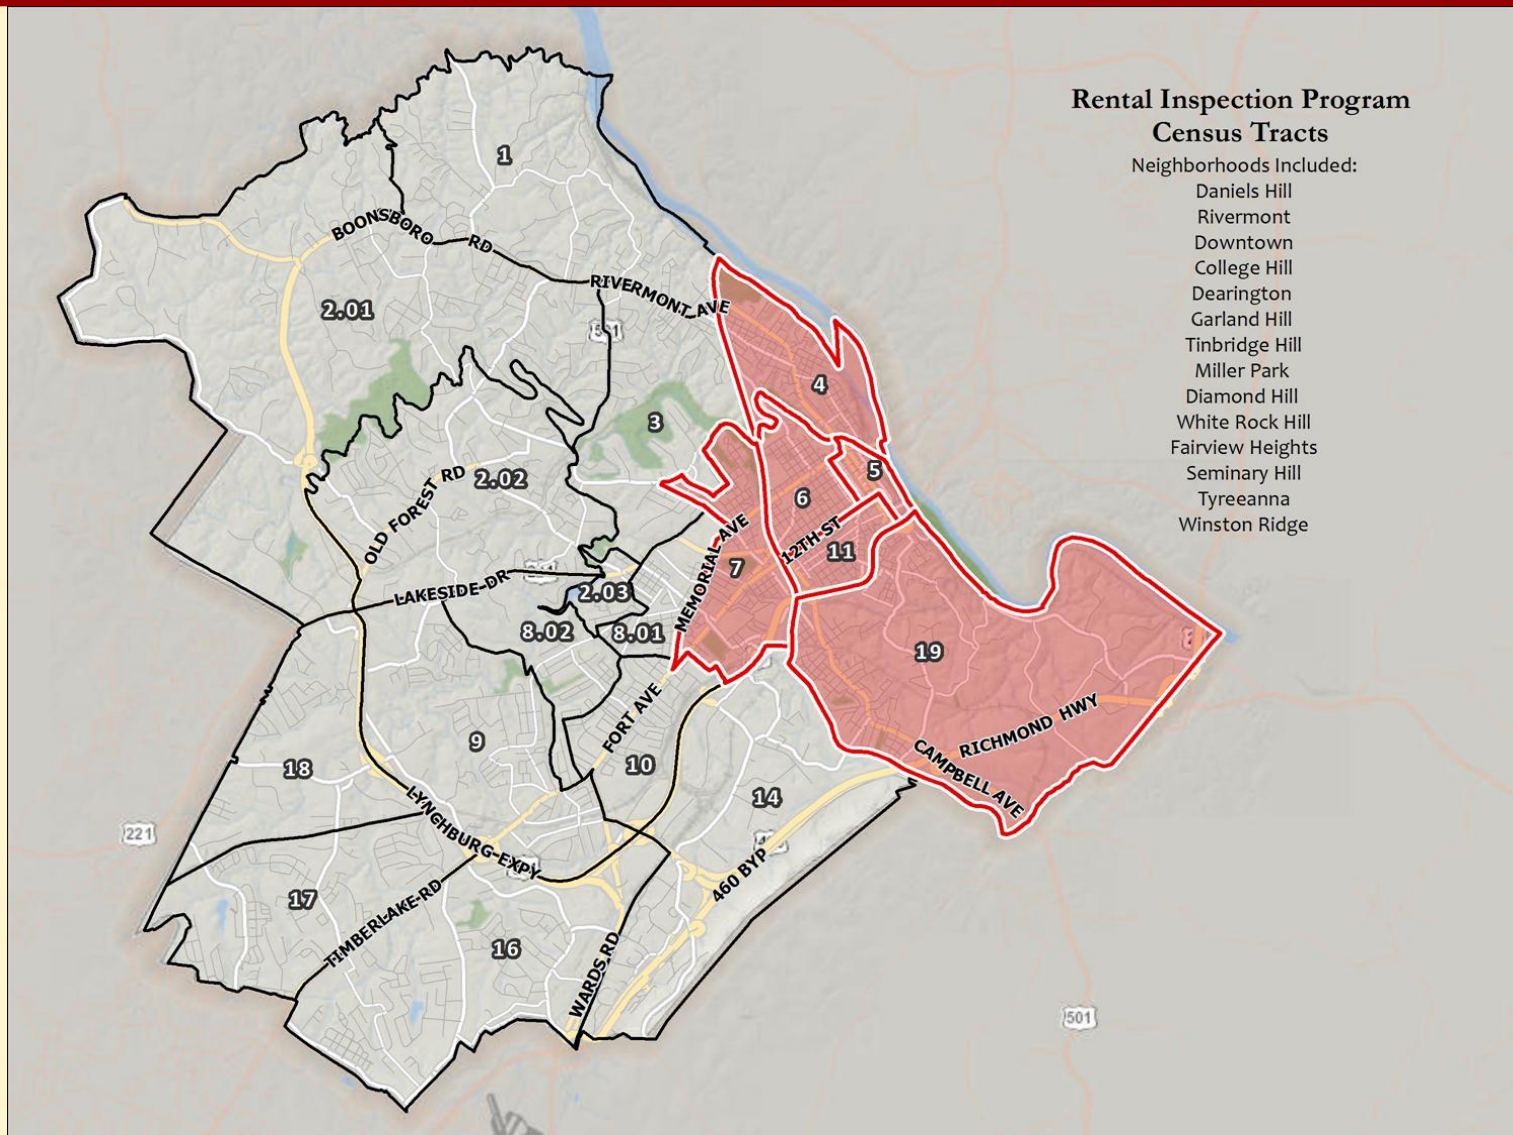 Rental Inspection Program
Census Tracts
Neighborhoods Included:
Daniels Hill
Rivermont
Downtown
College Hill
Dearington
Garland Hill
Tinbridge Hill
Miller Park
Diamond Hill
White Rock Hill
Fairview Heights
Seminary Hill
Tyreeanna
Winston Ridge
1
BOONSBORO RD
RIVERMONT AVE
2.01
4
3
5
2.02
OLD FOREST RD
6
12TH ST
11
MEMORIAL AVE
7
LAKESIDE DR
2.03
8.02
8.01
19
FORT AVE
RICHMOND HWY
CAMPBELL AVE
9
10
18
14
LYNCHBURG EXPY
221
460 BYP
17
TIMBERLAKE RD
16
WARDS RD
501